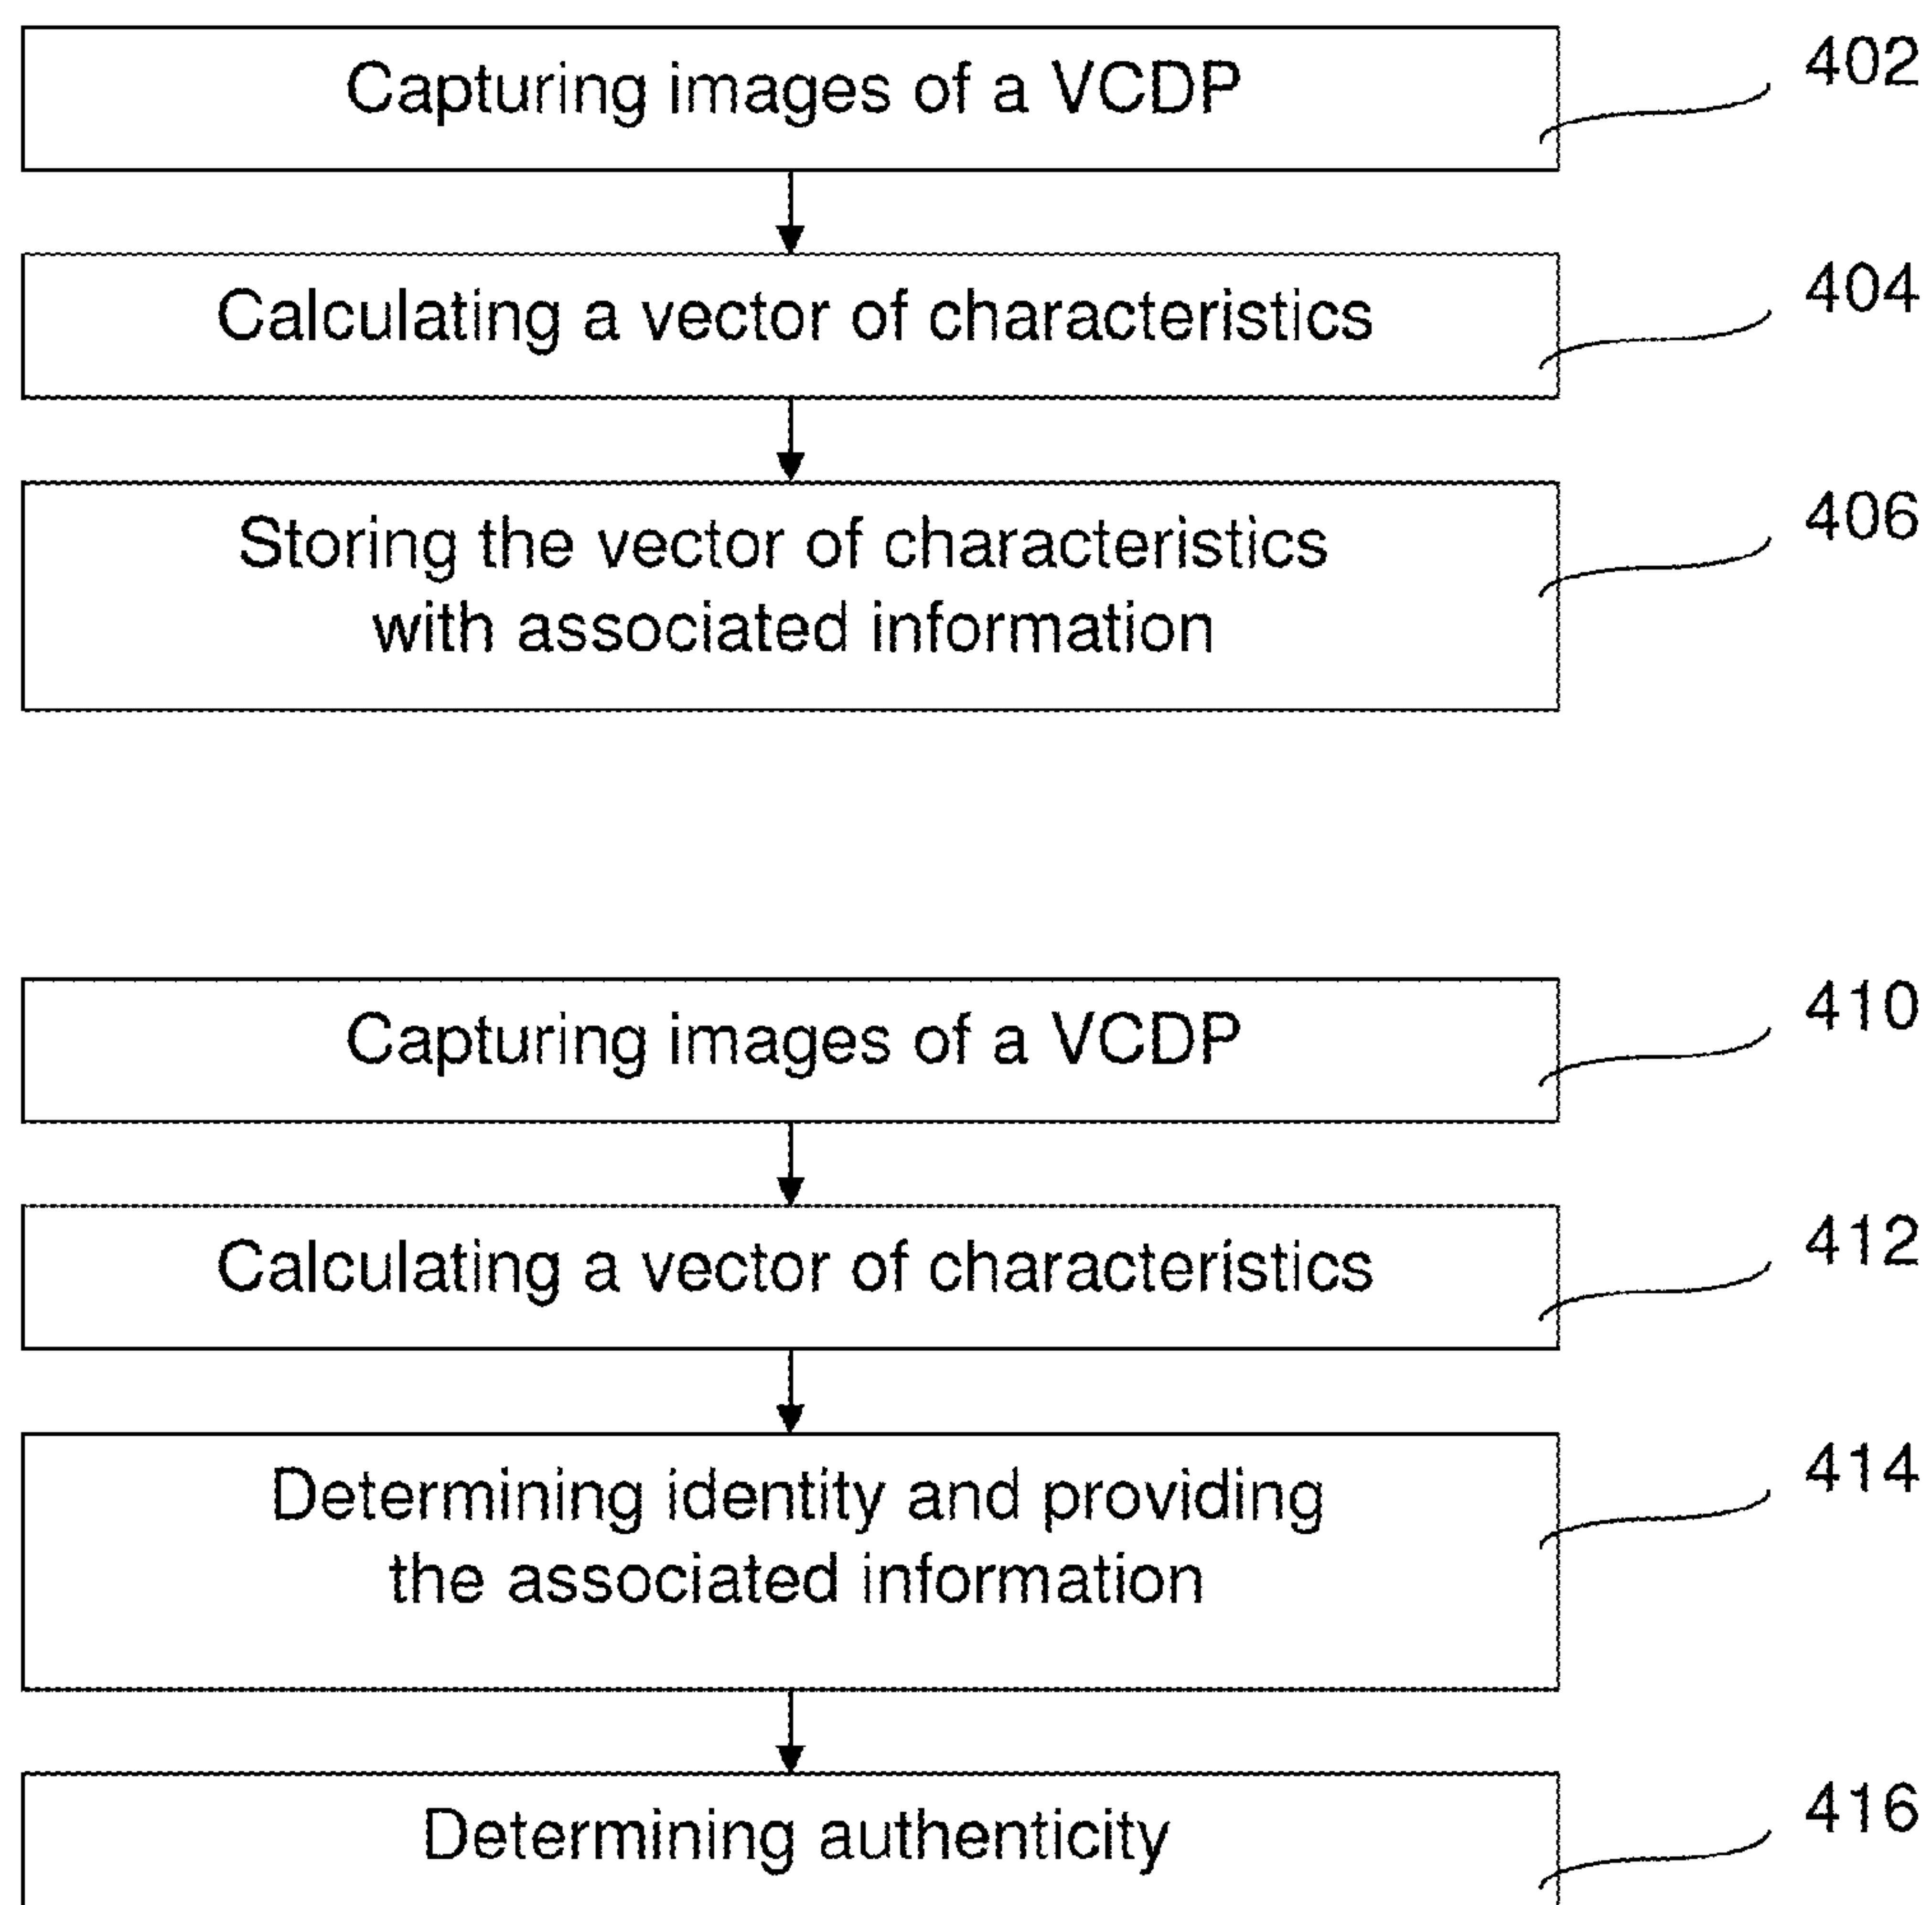 Capturing images of a VCDP
402
Calculating a vector of characteristics
404
Storing the vector of characteristics
with associated information
406
Capturing images of a VCDP
410
Calculating a vector of characteristics
412
Determining identity and providing
the associated information
414
Determining authenticity
416